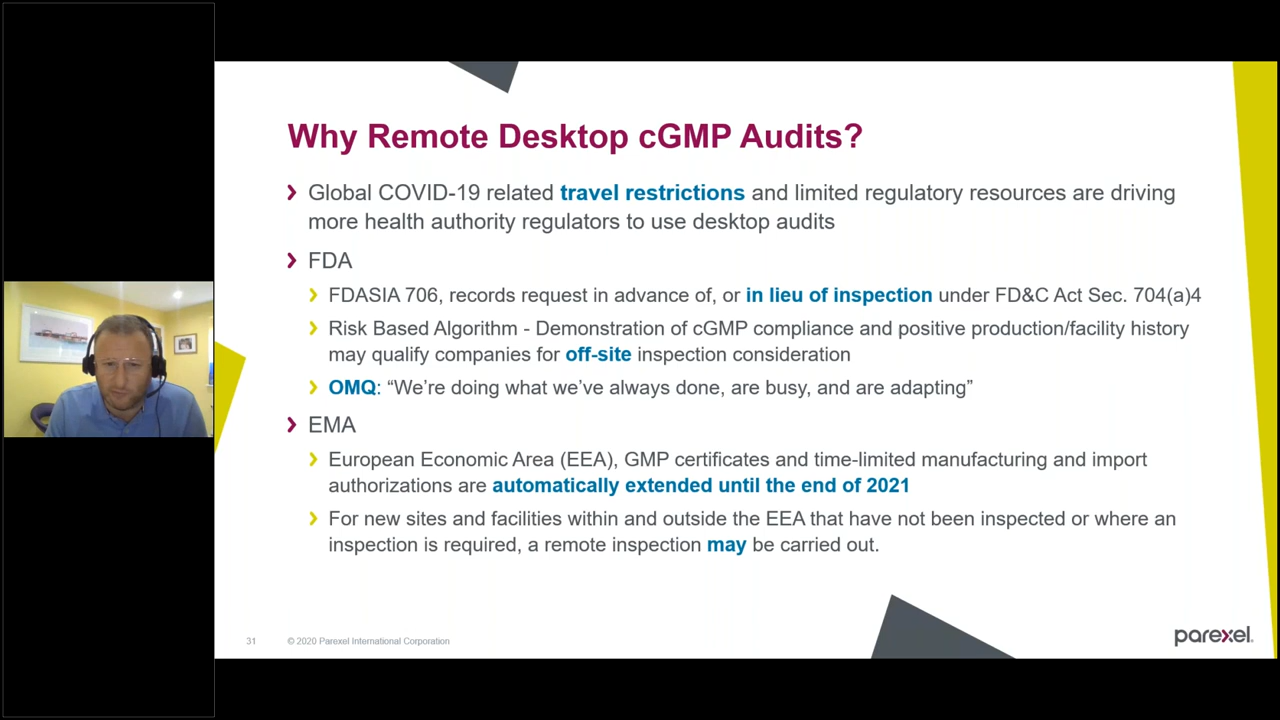 Why Remote Desktop cGMP Audits?
Global COVID-19 related travel restrictions and limited regulatory resources are driving
more health authority regulators to use desktop audits
FDA
FDASIA 706, records request in advance of, or in lieu of inspection under FD&C Act Sec. 704(a)4
Risk Based Algorithm - Demonstration of cGMP compliance and positive production/facility history
may qualify companies for off-site inspection consideration
OMQ: “We’re doing what we’ve always done, are busy, and are adapting”
EMA
European Economic Area (EEA), GMP certificates and time-limited manufacturing and import
authorizations are automatically extended until the end of 2021
For new sites and facilities within and outside the EEA that have not been inspected or where an
inspection is required, a remote inspection may be carried out.
31
© 2020 Parexel International Corporation
parexel.